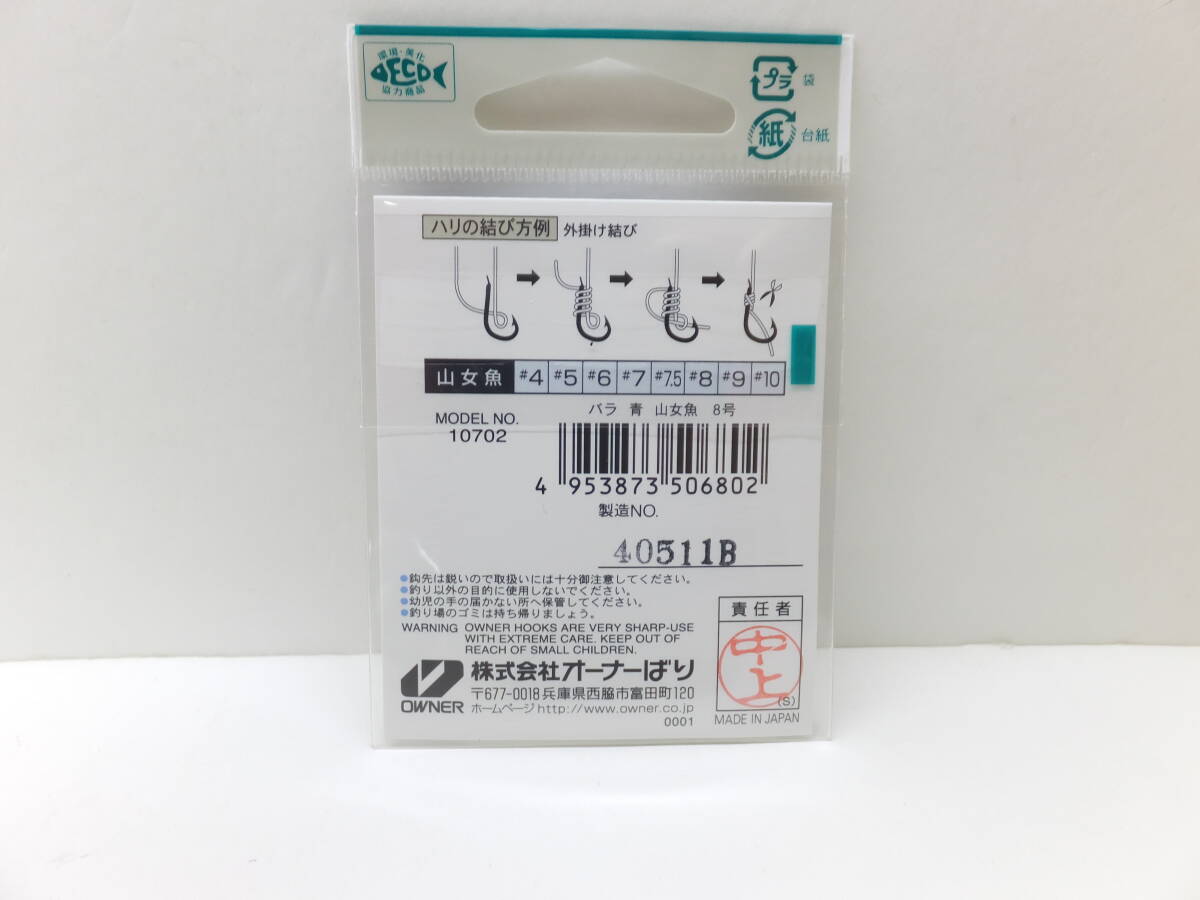 環境・美化
ECO
協力商品
プラ 袋
紙 台紙
ハリの結び方例 外掛け結び
山女魚 #4 #5 #6 #7 #7.5 #8 #9 #10
バラ 青 山女魚 8号
MODEL NO.
10702
4 953873 506802
製造NO.
40511B
●鈎先は鋭いので取扱いには十分御注意してください。
●釣り以外の目的に使用しないでください。
●幼児の手の届かない所へ保管してください。
●釣り場のゴミは持ち帰りましょう。
WARNING OWNER HOOKS ARE VERY SHARP-USE
WITH EXTREME CARE. KEEP OUT OF
REACH OF SMALL CHILDREN.
責任者
中上
(S)
MADE IN JAPAN
OWNER
株式会社オーナーばり
〒677-0018兵庫県西脇市富田町120
ホームページhttp://www.owner.co.jp
0001